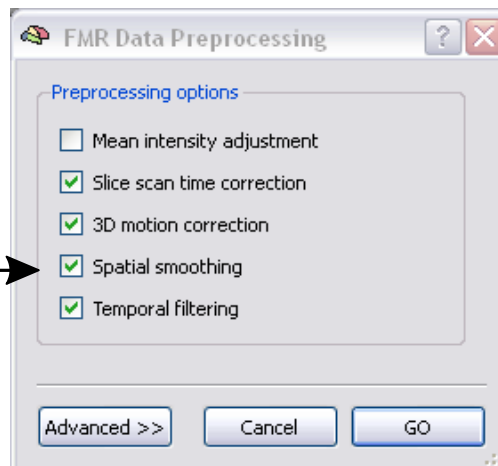 FMR Data Preprocessing
Preprocessing options
Mean intensity adjustment
Slice scan time correction
3D motion correction
Spatial smoothing
Temporal filtering
Advanced >> Cancel GO